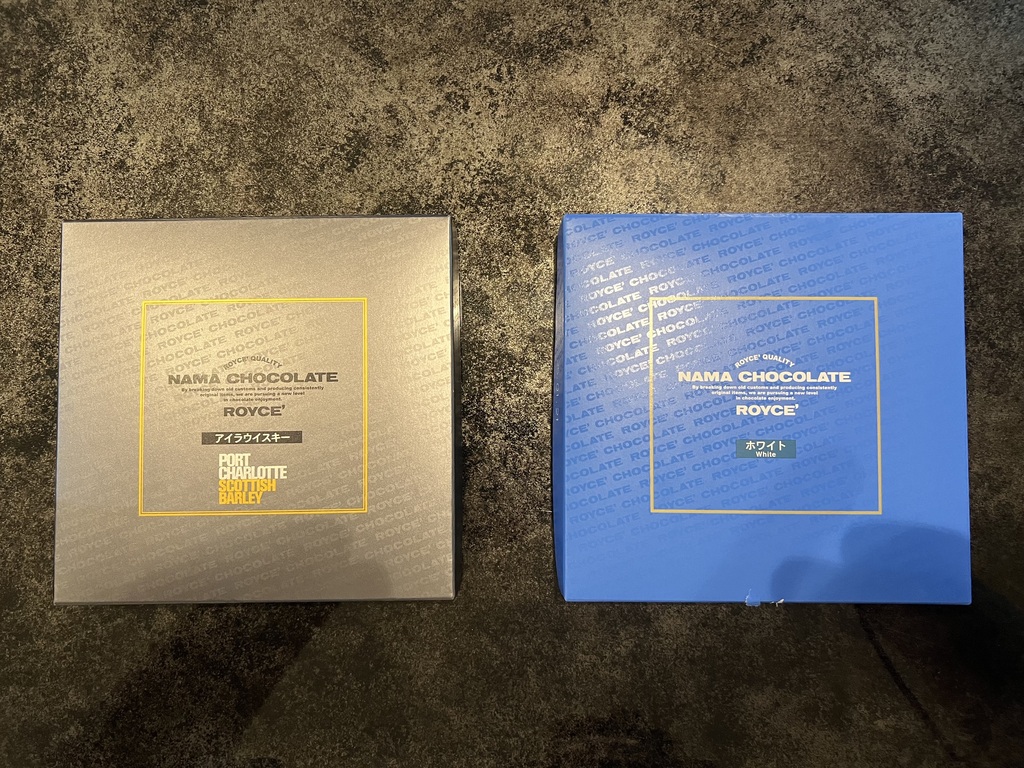 ROYCE' QUALITY
NAMA CHOCOLATE
By breaking down old customs and producing consistently
original items, we are pursuing a new level
in chocolate enjoyment.
ROYCE'
アイラウイスキー
PORT
CHARLOTTE
SCOTTISH
BARLEY
ROYCE' QUALITY
NAMA CHOCOLATE
By breaking down old customs and producing consistently
original items, we are pursuing a new level
in chocolate enjoyment.
ROYCE'
ホワイト
White
ROYCE' CHOCOLATE